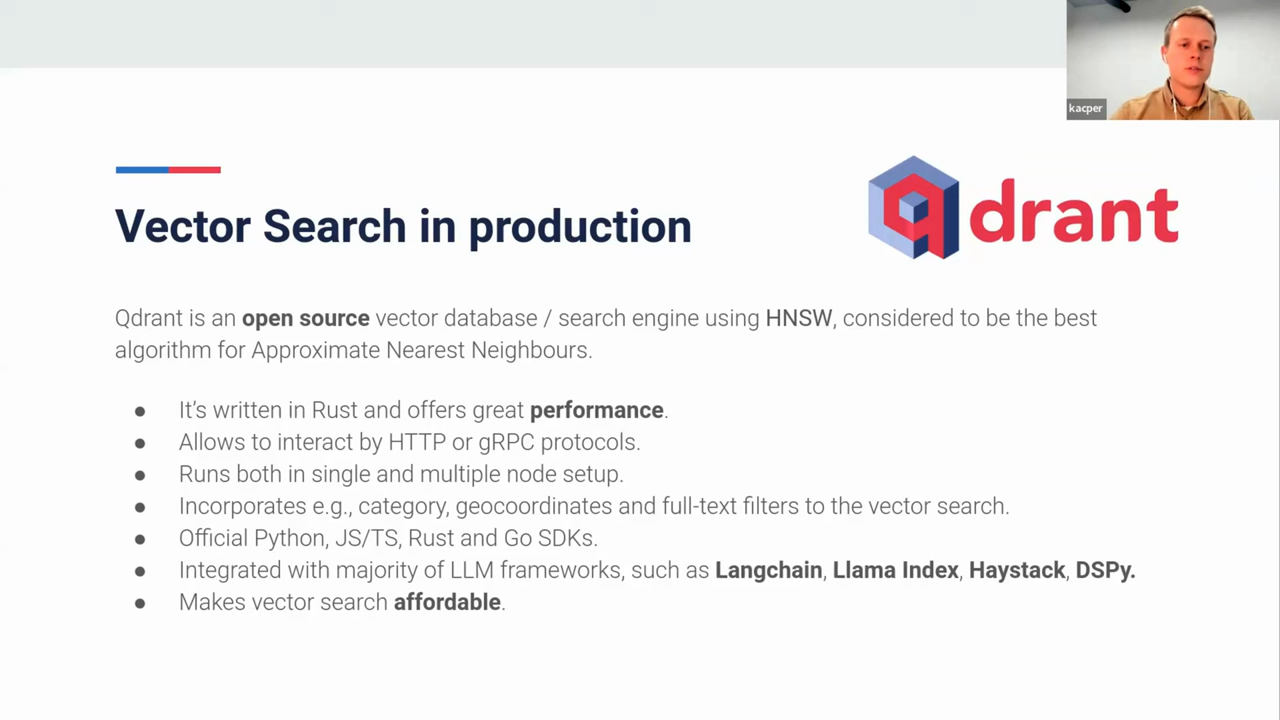 kacper
qdrant
Vector Search in production
Qdrant is an open source vector database / search engine using HNSW, considered to be the best
algorithm for Approximate Nearest Neighbours.
● It's written in Rust and offers great performance.
● Allows to interact by HTTP or gRPC protocols.
● Runs both in single and multiple node setup.
● Incorporates e.g., category, geocoordinates and full-text filters to the vector search.
● Official Python, JS/TS, Rust and Go SDKs.
● Integrated with majority of LLM frameworks, such as Langchain, Llama Index, Haystack, DSPy.
● Makes vector search affordable.